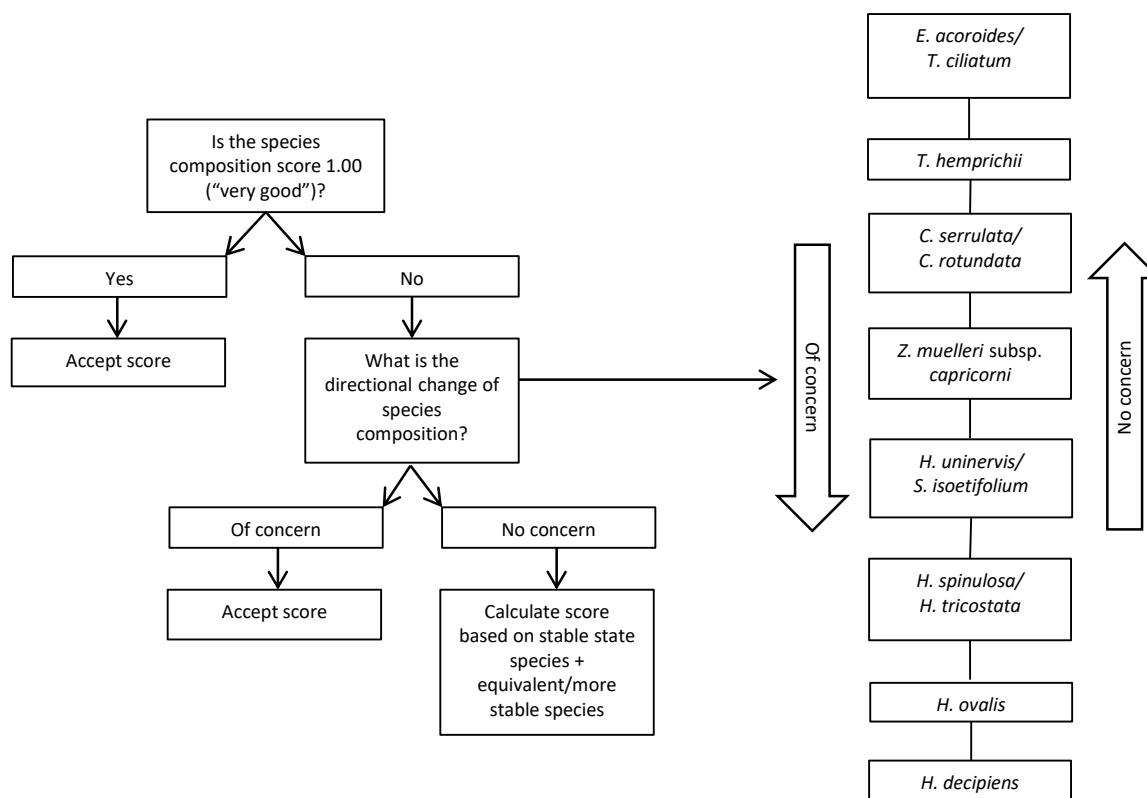 Is the species
composition score 1.00
(“very good”)?
Yes
No
Accept score
What is the
directional change of
species
composition?
Of concern
No concern
Accept score
Calculate score
based on stable state
species +
equivalent/more
stable species
Of concern
E. acoroides/
T. ciliatum
T. hemprichii
C. serrulata/
C. rotundata
Z. muelleri subsp.
capricorni
H. uninervis/
S. isoetifolium
H. spinulosa/
H. tricostata
H. ovalis
H. decipiens
No concern